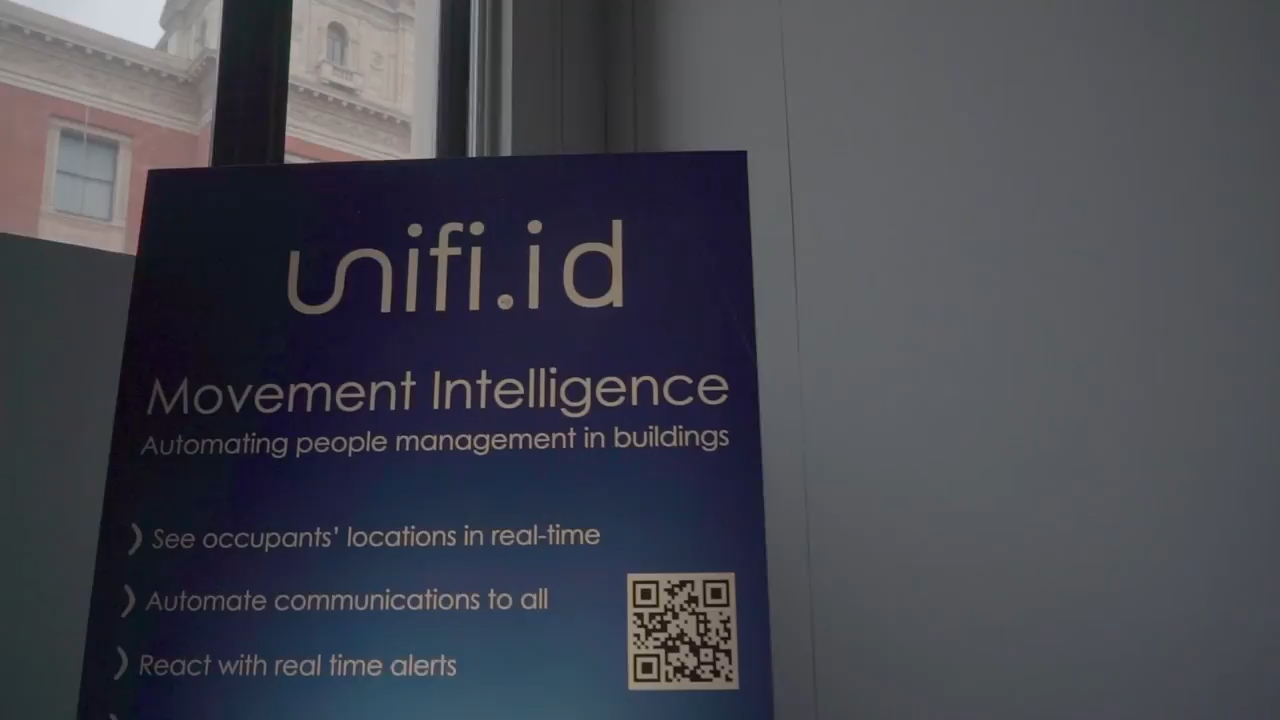 unifi.id
Movement Intelligence
Automating people management in buildings
❯ See occupants' locations in real-time
❯ Automate communications to all
❯ React with real time alerts